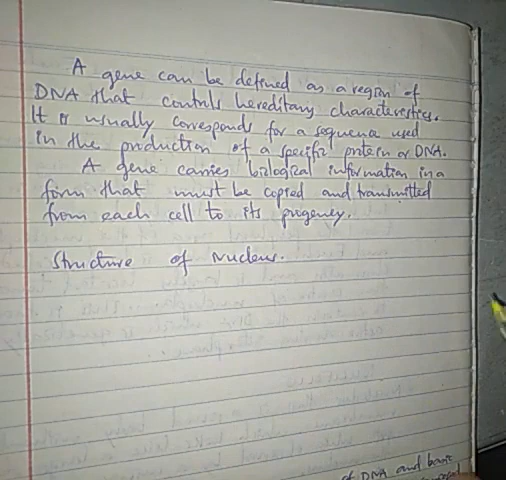 A gene can be defined as a region of
DNA that controls hereditary characteristics.
It is usually corresponds for a sequence used
in the production of a specific protein or DNA.
A gene carries biological information in a
form that must be copied and transmitted
from each cell to its progeney.
Structure of Nucleus.
of DNA and basic